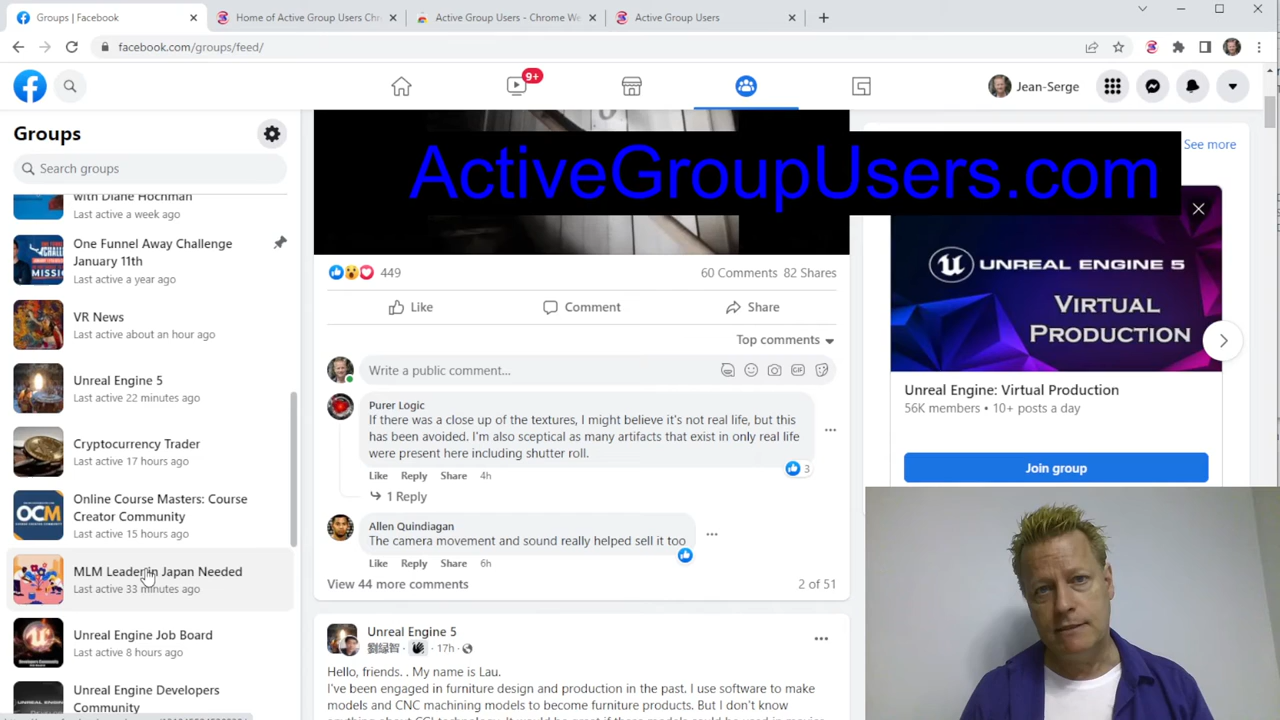 Groups | Facebook
Home of Active Group Users Chr
Active Group Users - Chrome We
Active Group Users
facebook.com/groups/feed/
9+
Jean-Serge
Groups
Search groups
with Diane Hochman
Last active a week ago
One Funnel Away Challenge
January 11th
Last active a year ago
VR News
Last active about an hour ago
Unreal Engine 5
Last active 22 minutes ago
Cryptocurrency Trader
Last active 17 hours ago
OCM
Online Course Masters: Course
Creator Community
Last active 15 hours ago
MLM Leader in Japan Needed
Last active 33 minutes ago
Unreal Engine Job Board
Last active 8 hours ago
Unreal Engine Developers
Community
ActiveGroupUsers.com
449
60 Comments 82 Shares
Like
Comment
Share
Top comments
Write a public comment...
Purer Logic
If there was a close up of the textures, I might believe it's not real life, but this
has been avoided. I'm also sceptical as many artifacts that exist in only real life
were present here including shutter roll.
3
Like Reply Share 4h
1 Reply
Allen Quindiagan
The camera movement and sound really helped sell it too
Like Reply Share 6h
View 44 more comments
2 of 51
Unreal Engine 5
17h
Hello, friends. . My name is Lau.
I've been engaged in furniture design and production in the past. I use software to make
models and CNC machining models to become furniture products. But I don't know
See more
UNREAL ENGINE 5
VIRTUAL
PRODUCTION
Unreal Engine: Virtual Production
56K members • 10+ posts a day
Join group